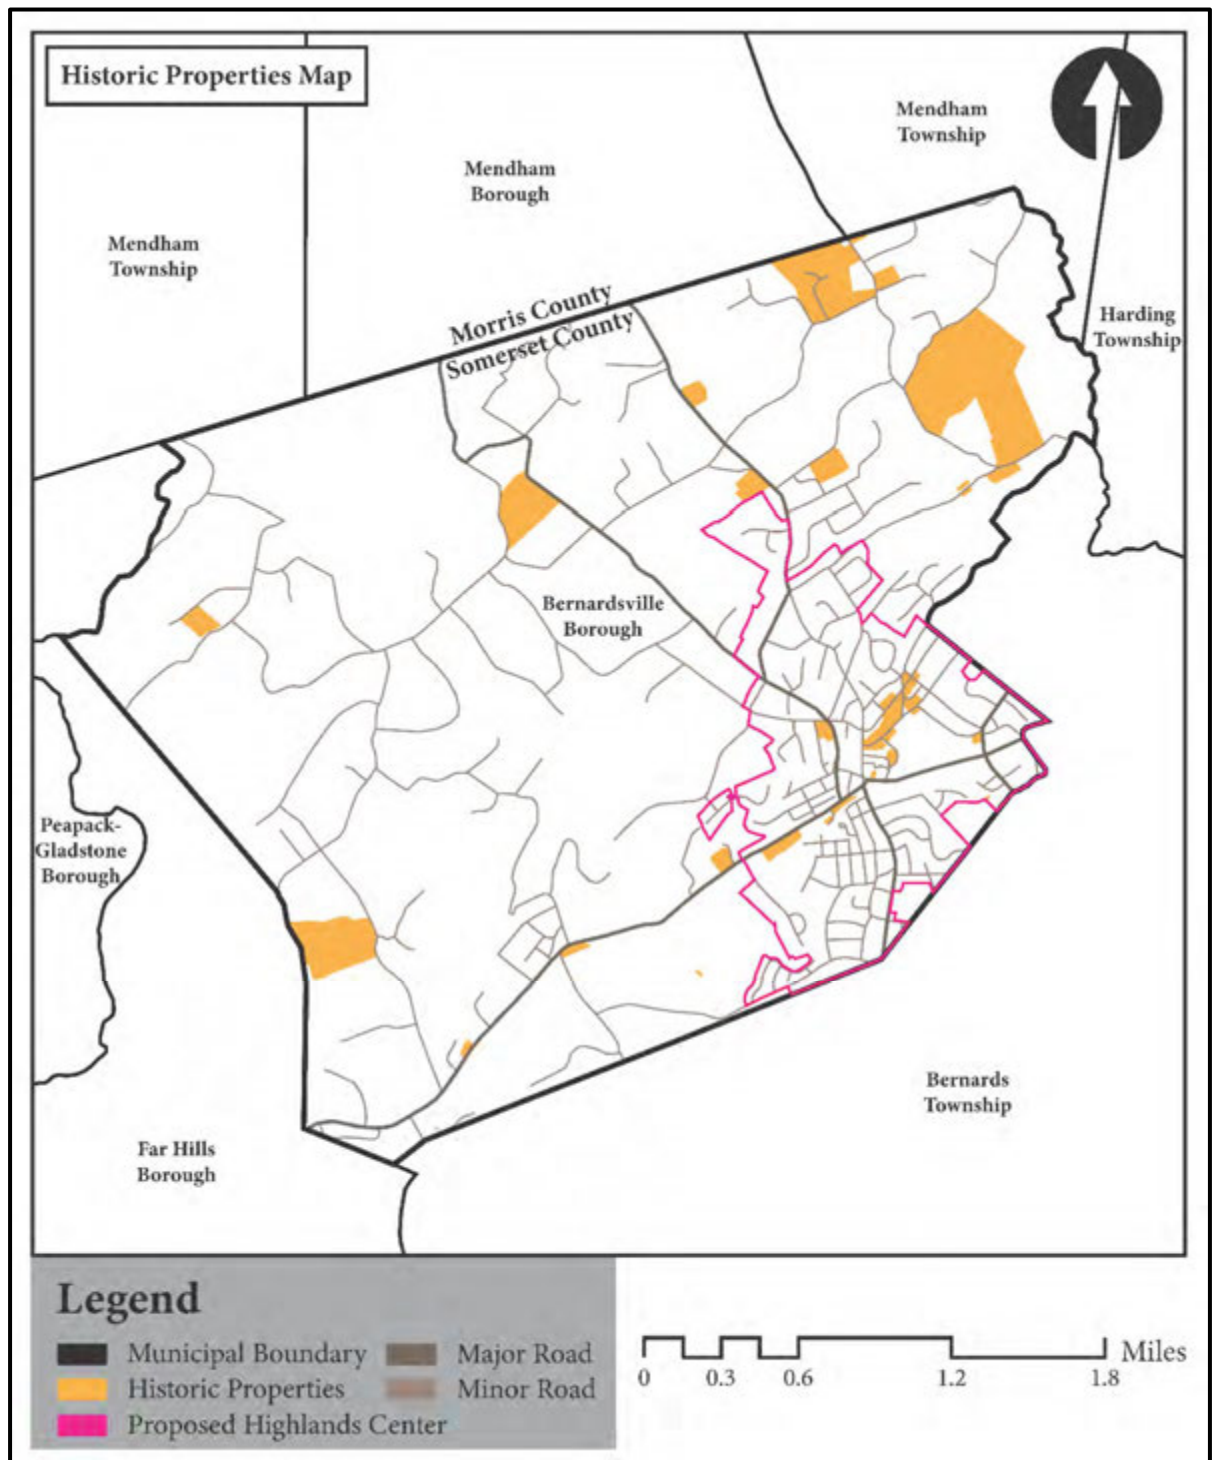 Historic Properties Map
Mendham
Township
Mendham
Borough
Mendham
Township
Morris County
Somerset County
Harding
Township
Bernardsville
Borough
Peapack-
Gladstone
Borough
Bernards
Township
Far Hills
Borough
Legend
Municipal Boundary
Major Road
Historic Properties
Minor Road
Proposed Highlands Center
Miles
0 0.3 0.6 1.2 1.8